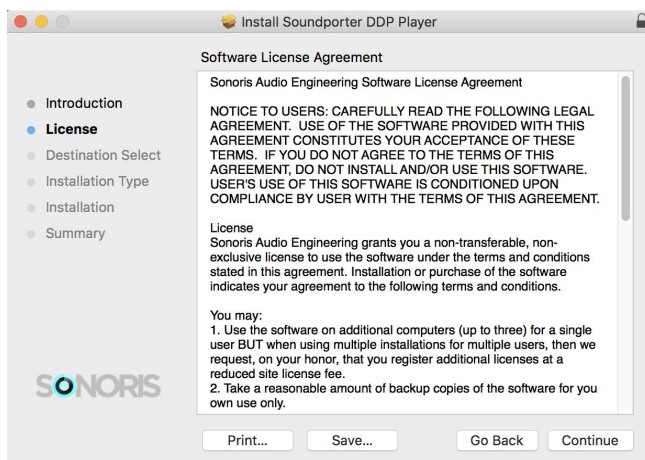 Install Soundporter DDP Player
Software License Agreement
Introduction
License
Destination Select
Installation Type
Installation
Summary
SONORIS
Sonoris Audio Engineering Software License Agreement
NOTICE TO USERS: CAREFULLY READ THE FOLLOWING LEGAL
AGREEMENT. USE OF THE SOFTWARE PROVIDED WITH THIS
AGREEMENT CONSTITUTES YOUR ACCEPTANCE OF THESE
TERMS. IF YOU DO NOT AGREE TO THE TERMS OF THIS
AGREEMENT, DO NOT INSTALL AND/OR USE THIS SOFTWARE.
USER'S USE OF THIS SOFTWARE IS CONDITIONED UPON
COMPLIANCE BY USER WITH THE TERMS OF THIS AGREEMENT.
License
Sonoris Audio Engineering grants you a non-transferable, non-
exclusive license to use the software under the terms and conditions
stated in this agreement. Installation or purchase of the software
indicates your agreement to the following terms and conditions.
You may:
1. Use the software on additional computers (up to three) for a single
user BUT when using multiple installations for multiple users, then we
request, on your honor, that you register additional licenses at a
reduced site license fee.
2. Take a reasonable amount of backup copies of the software for you
own use only.
Print...
Save...
Go Back
Continue